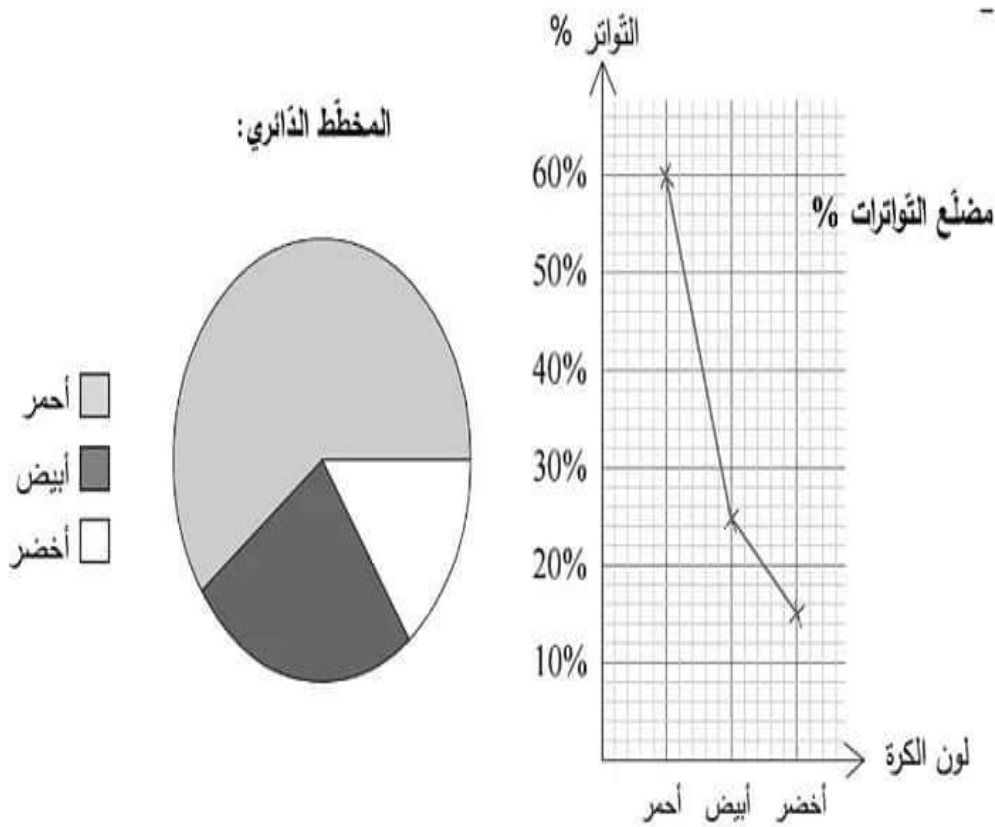 التّواتر %
المخطّط الدّائري:
مضلّع التّواترات %
60%
50%
40%
30%
20%
10%
أحمر
أبيض
أخضر
لون الكرة
أحمر أبيض أخضر